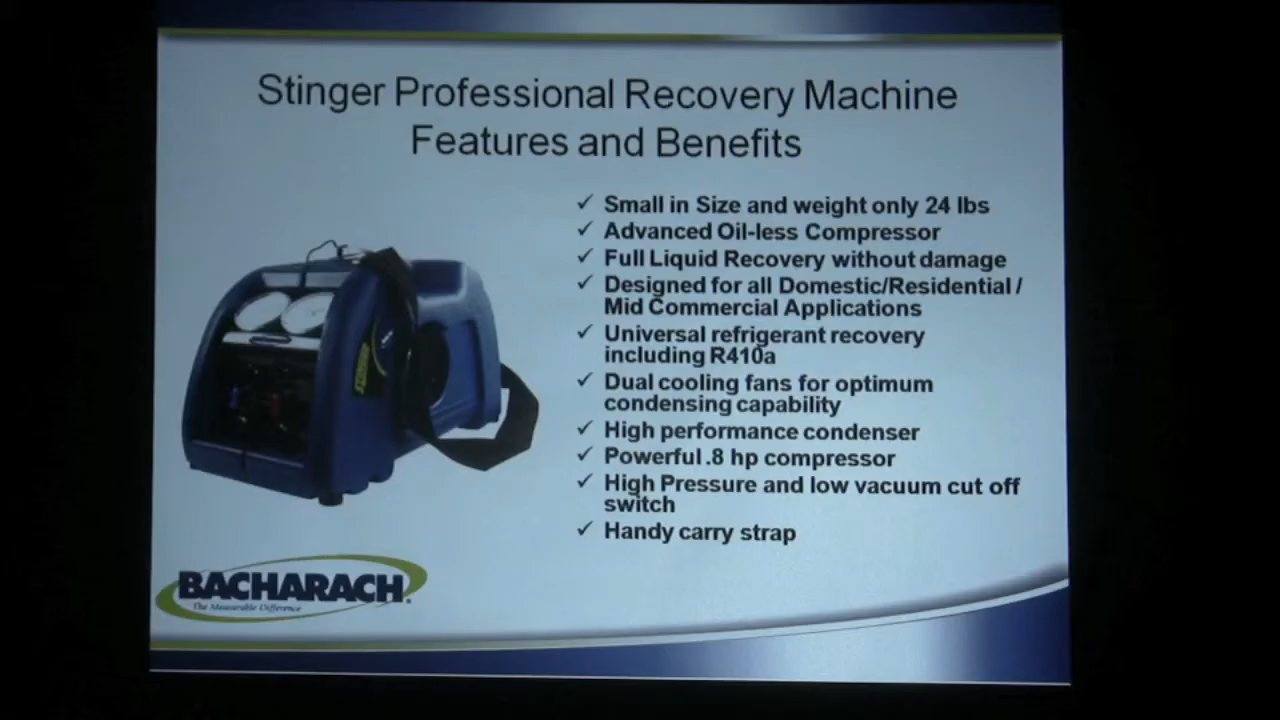 Stinger Professional Recovery Machine
Features and Benefits
✓ Small in Size and weight only 24 lbs
✓ Advanced Oil-less Compressor
✓ Full Liquid Recovery without damage
✓ Designed for all Domestic/Residential /
Mid Commercial Applications
✓ Universal refrigerant recovery
including R410a
✓ Dual cooling fans for optimum
condensing capability
✓ High performance condenser
✓ Powerful .8 hp compressor
✓ High Pressure and low vacuum cut off
switch
✓ Handy carry strap
BACHARACH.
The Measurable Difference